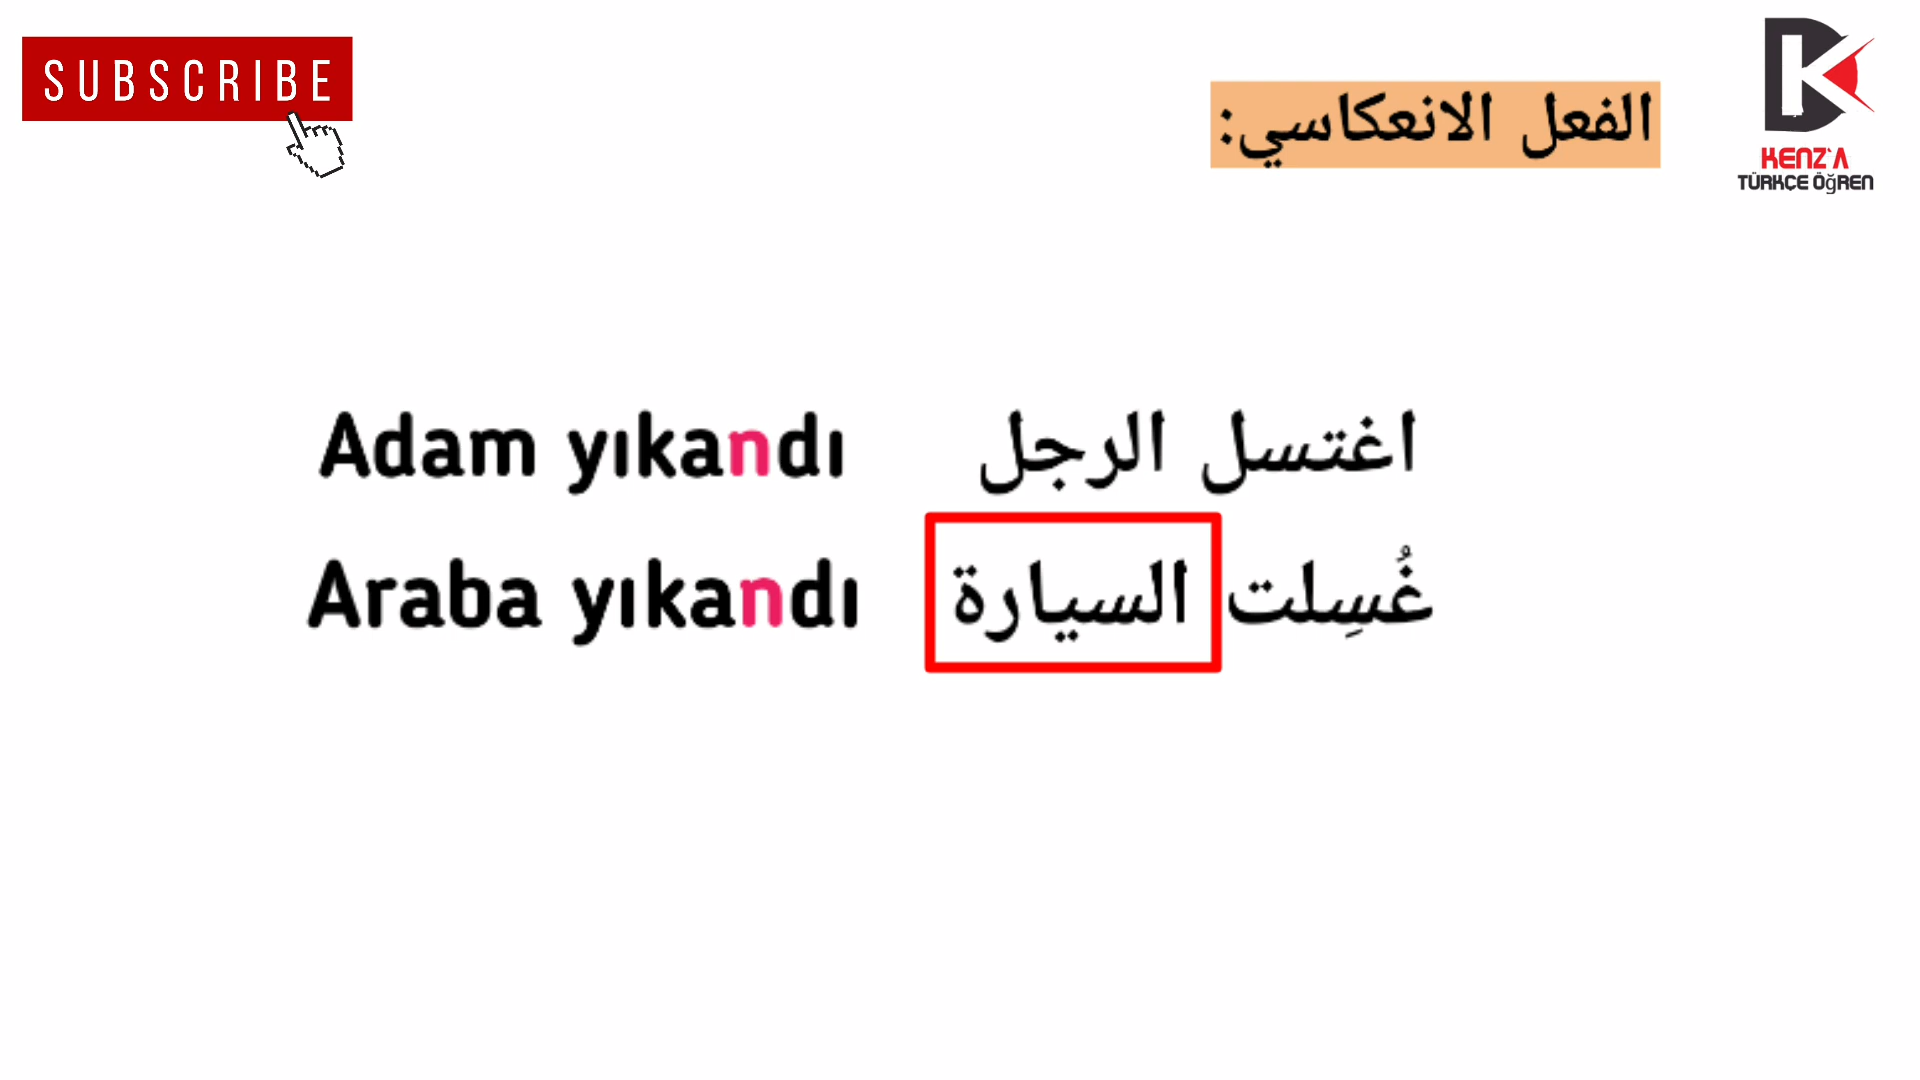 SUBSCRIBE
الفعل الانعكاسي:
KENZ'A
TÜRKÇE ÖğREN
Adam yıkandı اغتسل الرجل
Araba yıkandı غُسِلت السيارة